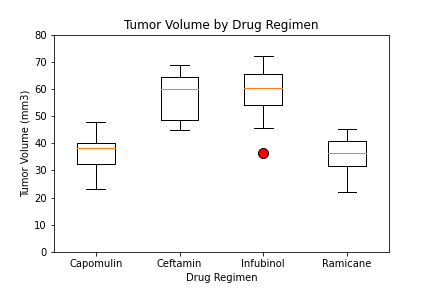 Tumor Volume by Drug Regimen
80
70
60
50
40
30
20
10
0
Tumor Volume (mm3)
Capomulin Ceftamin Infubinol Ramicane
Drug Regimen